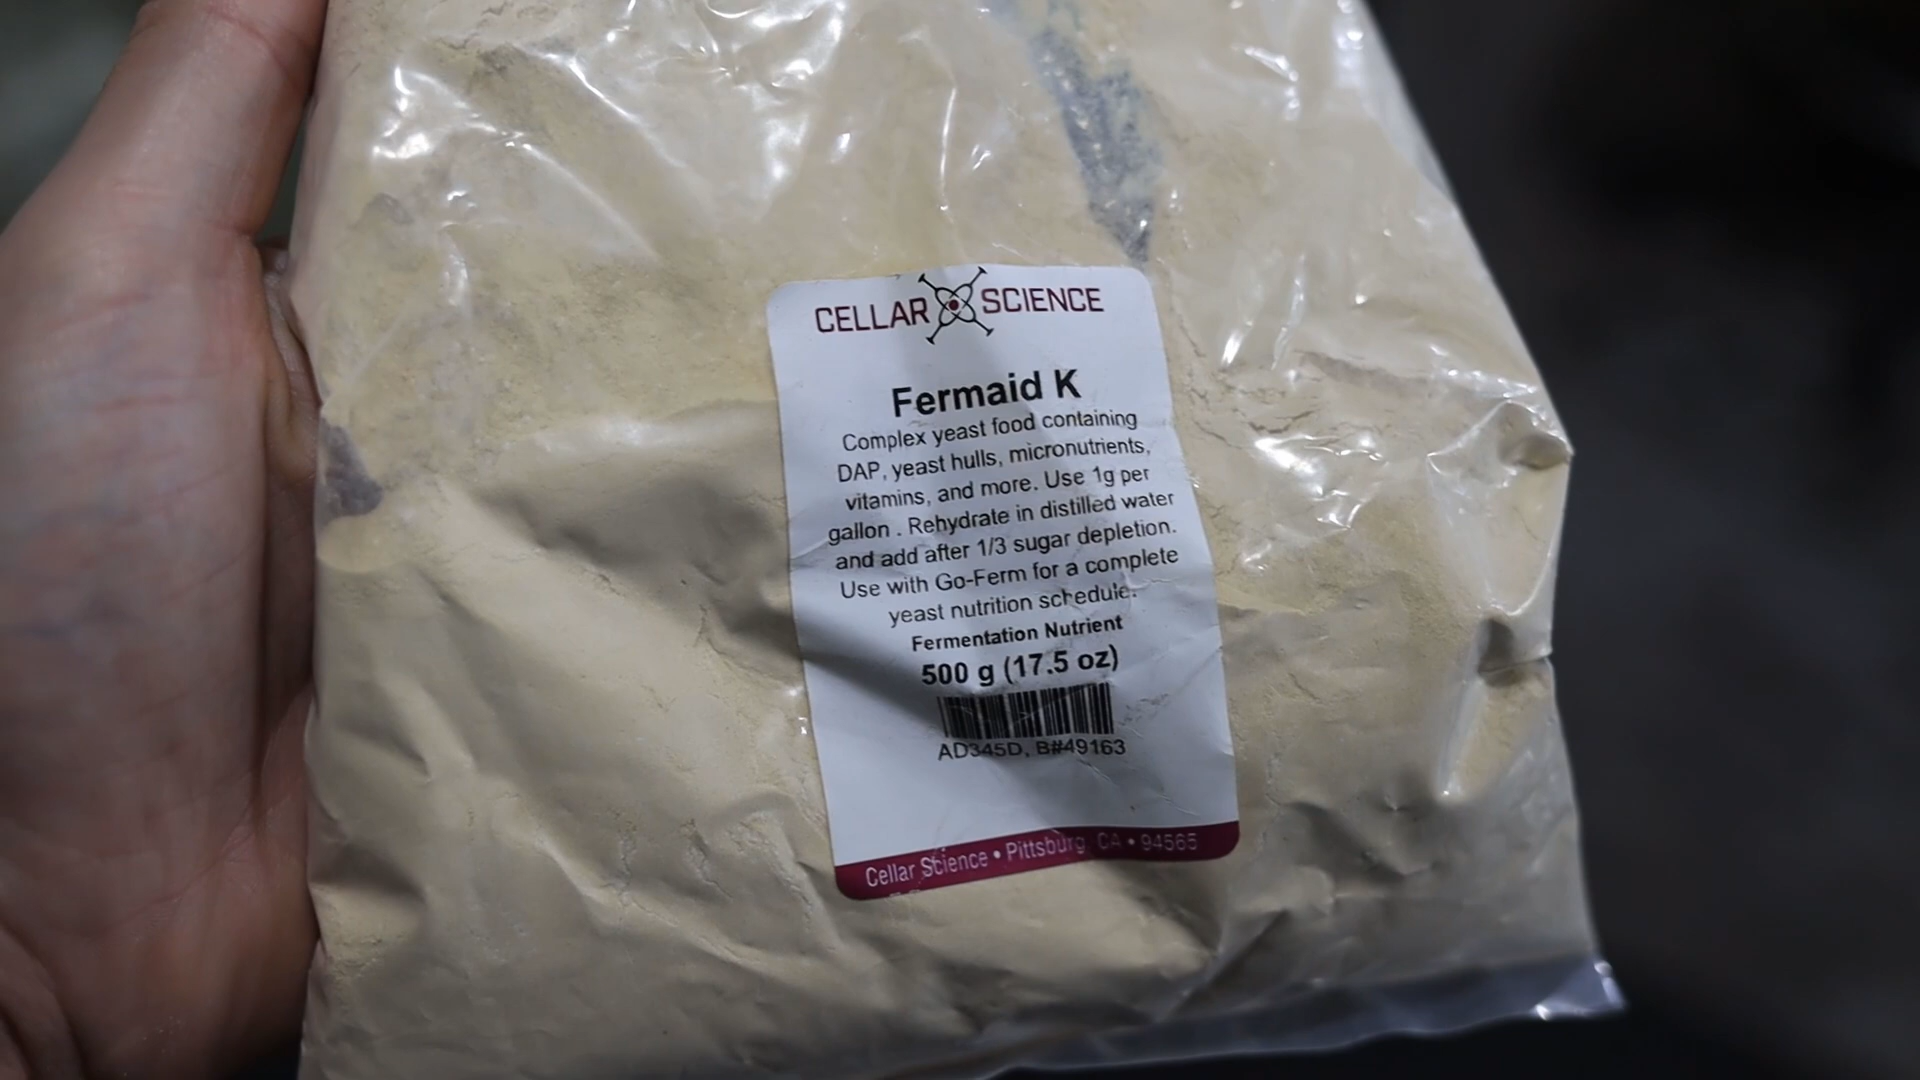 CELLAR SCIENCE
Fermaid K
Complex yeast food containing
DAP, yeast hulls, micronutrients,
vitamins, and more. Use 1g per
gallon . Rehydrate in distilled water
and add after 1/3 sugar depletion.
Use with Go-Ferm for a complete
yeast nutrition schedule.
Fermentation Nutrient
500 g (17.5 oz)
AD345D, B#49163
Cellar Science • Pittsburg, CA • 94565